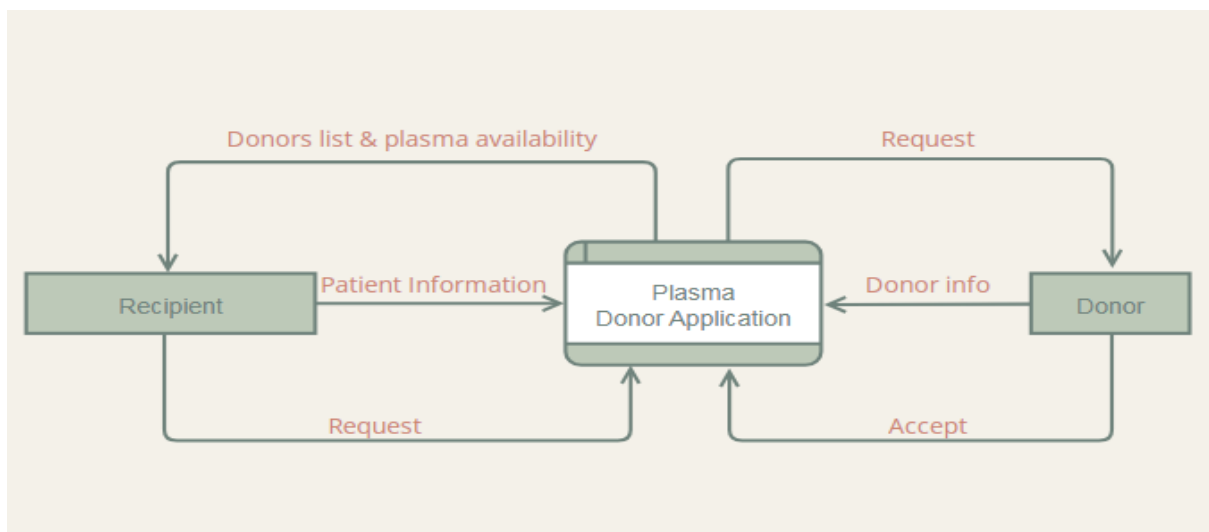 Donors list & plasma availability
Request
Patient Information
Donor info
Recipient
Plasma
Donor Application
Donor
Request
Accept